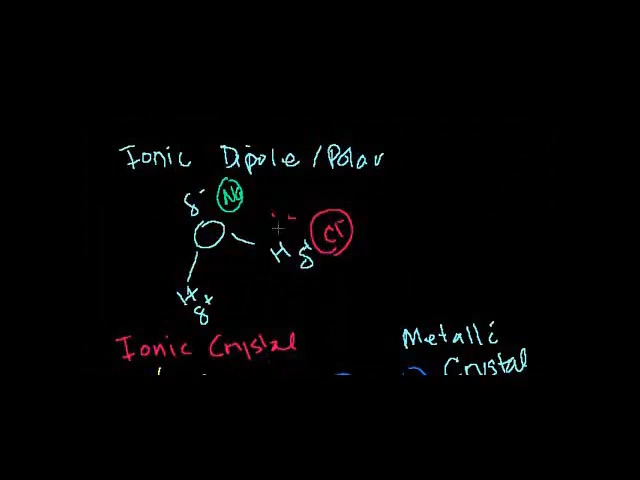 Ionic Dipole/Polar
δ- Na
Cl-
H δ+
H
δ+
Ionic Crystal
Metallic
Crystal